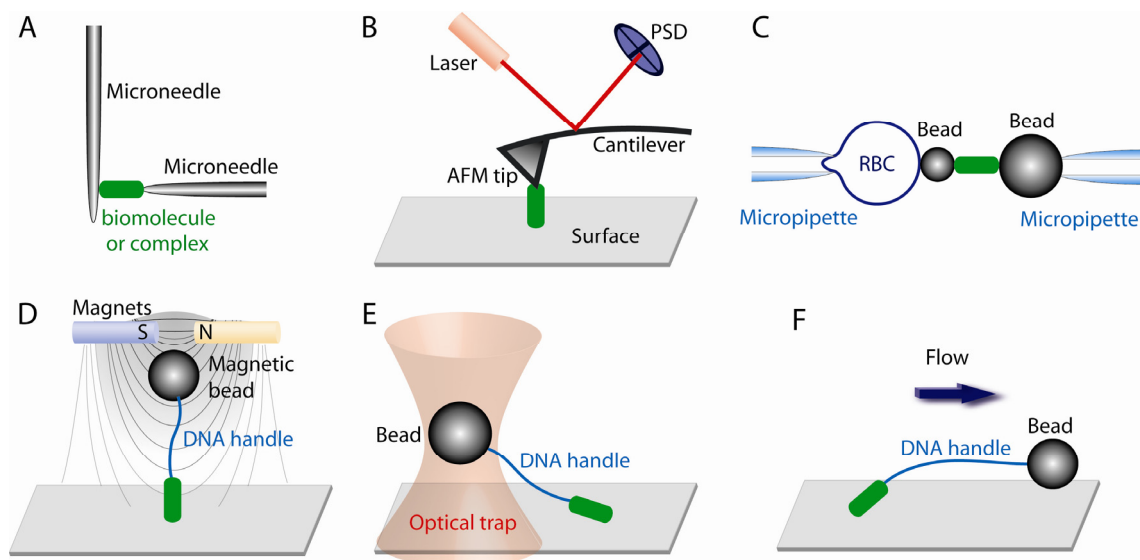 A
Microneedle
Microneedle
biomolecule
or complex
B
Laser
PSD
Cantilever
AFM tip
Surface
C
Bead
Bead
RBC
Micropipette
Micropipette
D
Magnets
S
N
Magnetic
bead
DNA handle
E
Bead
DNA handle
Optical trap
F
Flow
Bead
DNA handle